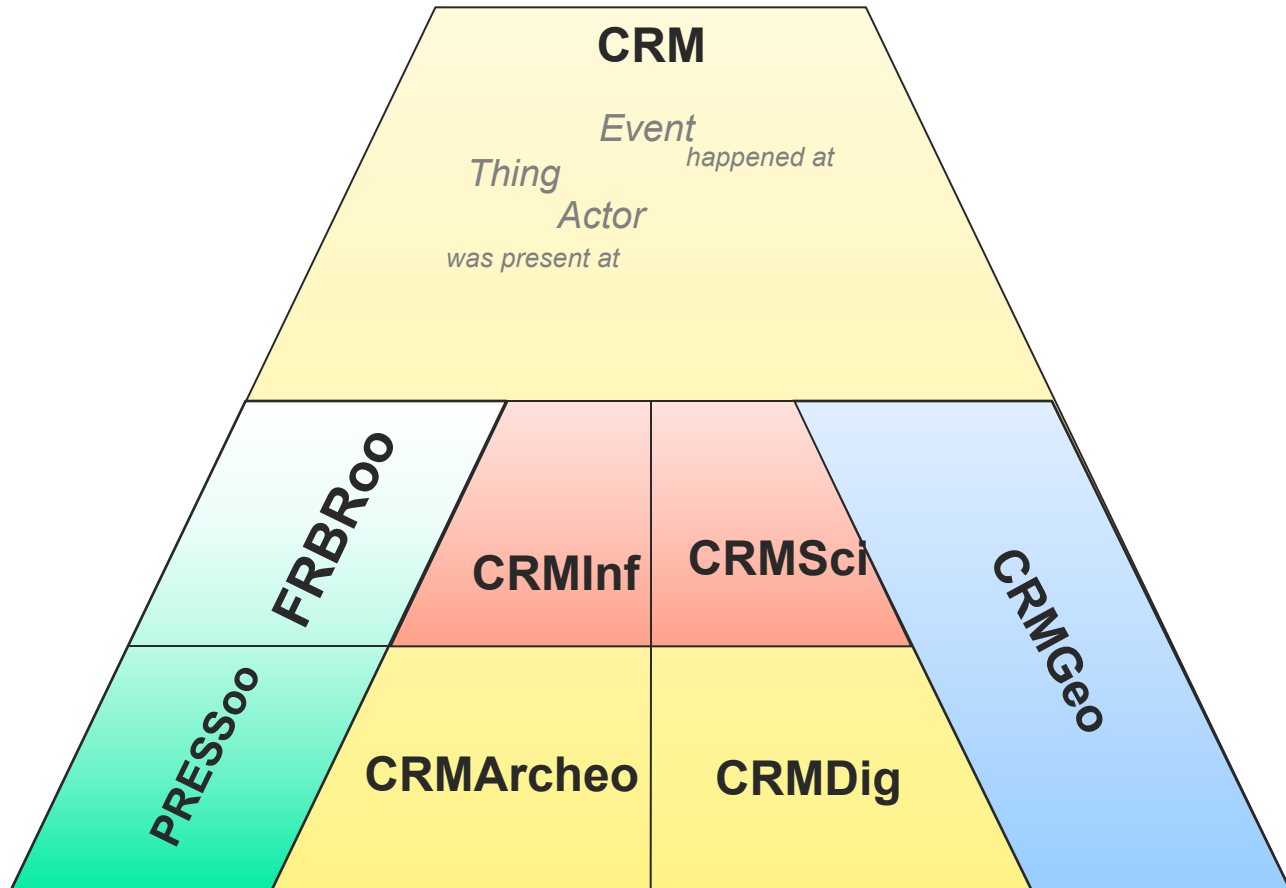 CRM
Event
happened at
Thing
Actor
was present at
FRBRoo
CRMInf
CRMSci
CRMGeo
PRESSoo
CRMArcheo
CRMDig